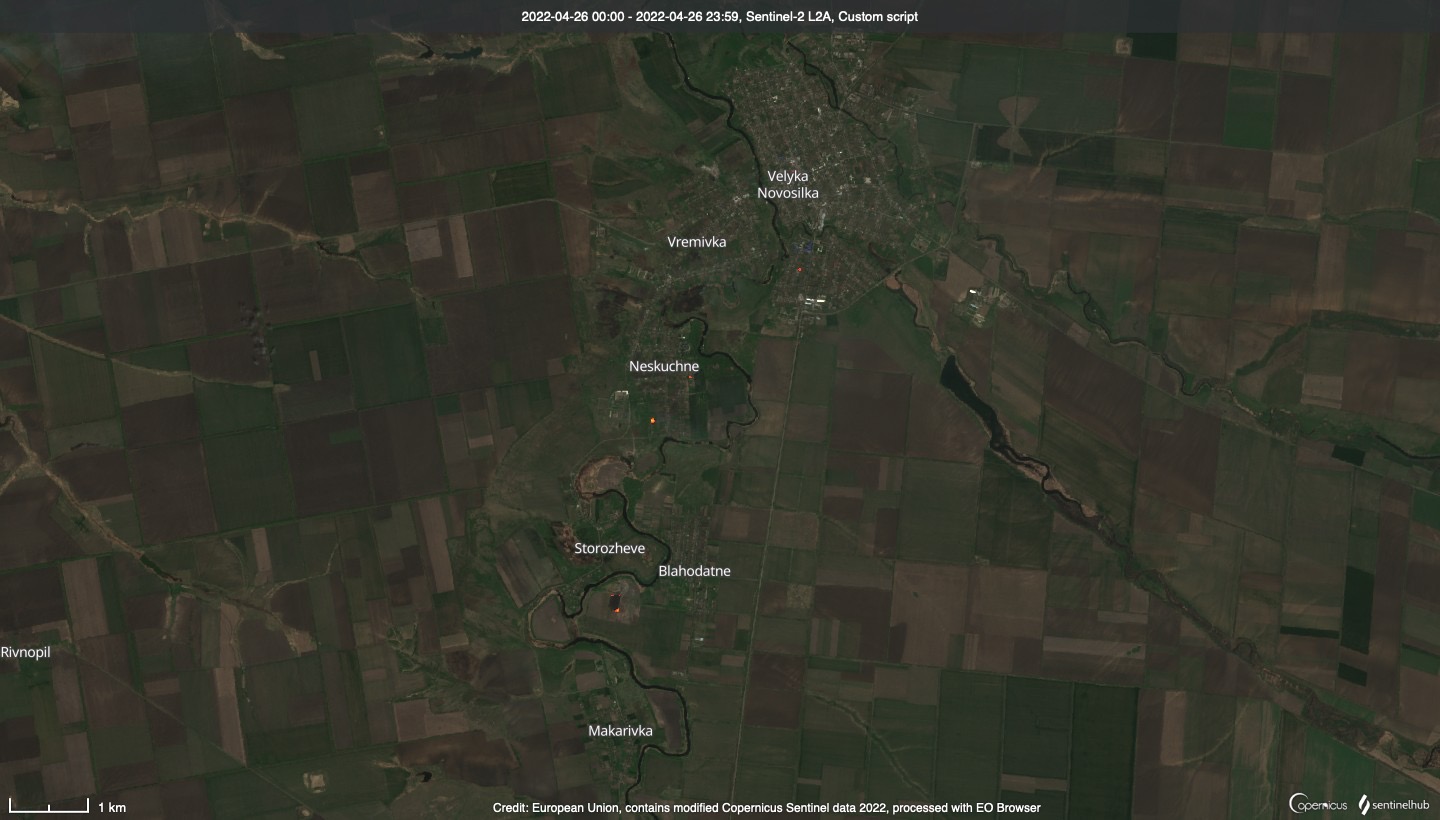 2022-04-26 00:00 - 2022-04-26 23:59, Sentinel-2 L2A, Custom script
Velyka
Novosilka
Vremivka
Neskuchne
Storozheve
Blahodatne
Rivnopil
Makarivka
1 km
Credit: European Union, contains modified Copernicus Sentinel data 2022, processed with EO Browser
Copernicus
sentinelhub